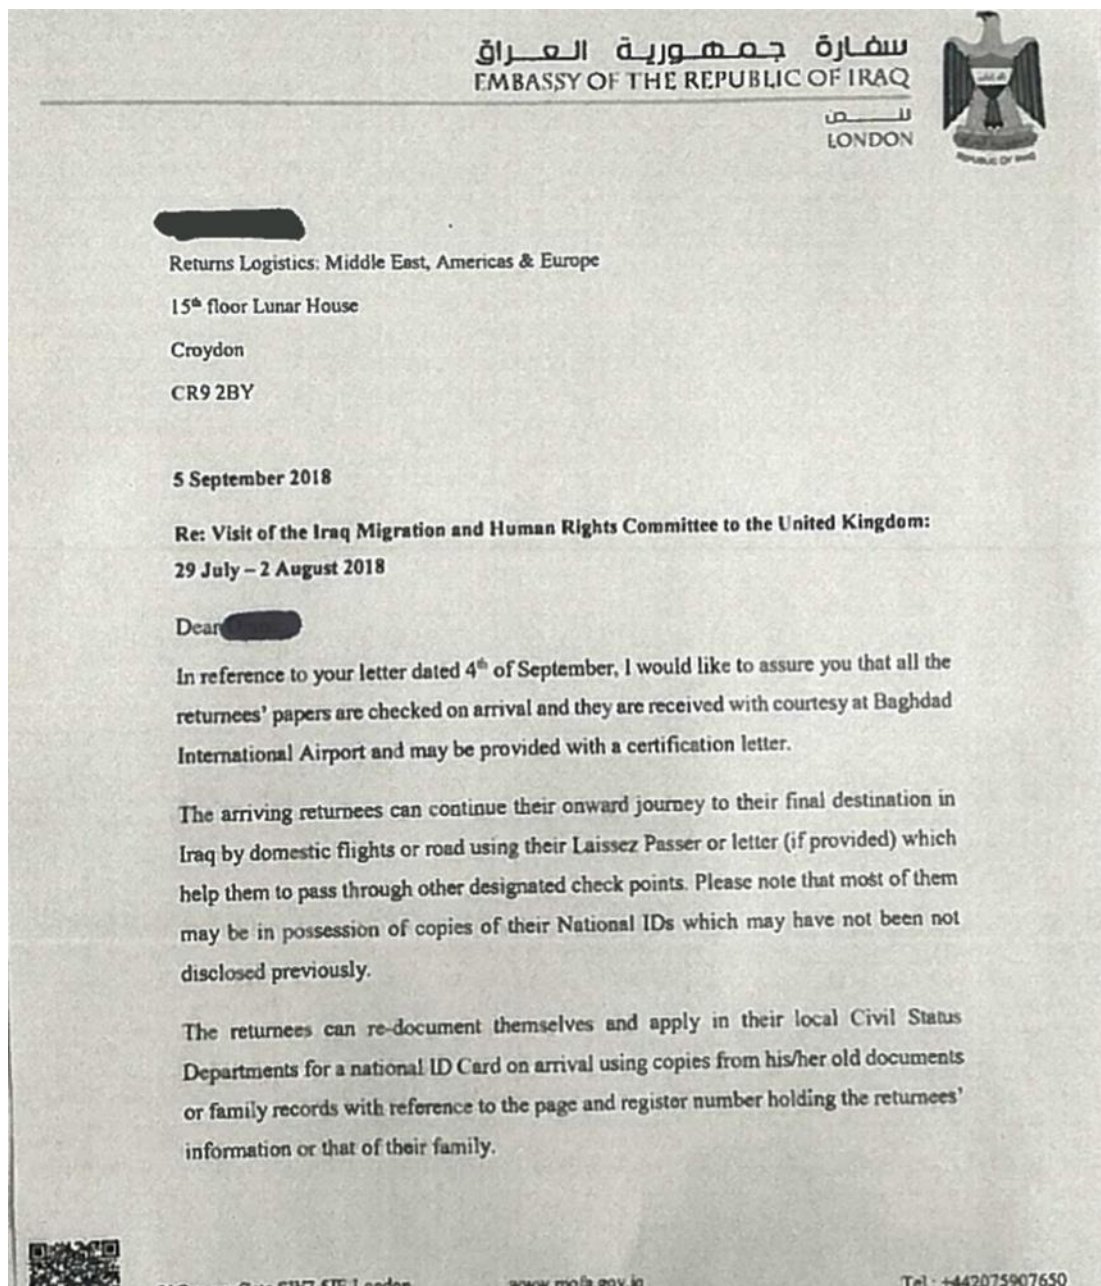 سفارة جمهورية العراق
EMBASSY OF THE REPUBLIC OF IRAQ
لندن
LONDON
REPUBLIC OF IRAQ
Returns Logistics: Middle East, Americas & Europe
15th floor Lunar House
Croydon
CR9 2BY
5 September 2018
Re: Visit of the Iraq Migration and Human Rights Committee to the United Kingdom:
29 July – 2 August 2018
Dear
In reference to your letter dated 4th of September, I would like to assure you that all the
returnees' papers are checked on arrival and they are received with courtesy at Baghdad
International Airport and may be provided with a certification letter.
The arriving returnees can continue their onward journey to their final destination in
Iraq by domestic flights or road using their Laissez Passer or letter (if provided) which
help them to pass through other designated check points. Please note that most of them
may be in possession of copies of their National IDs which may have not been not
disclosed previously.
The returnees can re-document themselves and apply in their local Civil Status
Departments for a national ID Card on arrival using copies from his/her old documents
or family records with reference to the page and register number holding the returnees'
information or that of their family.
London
www.mofa.gov.iq
Tel : +442075907650